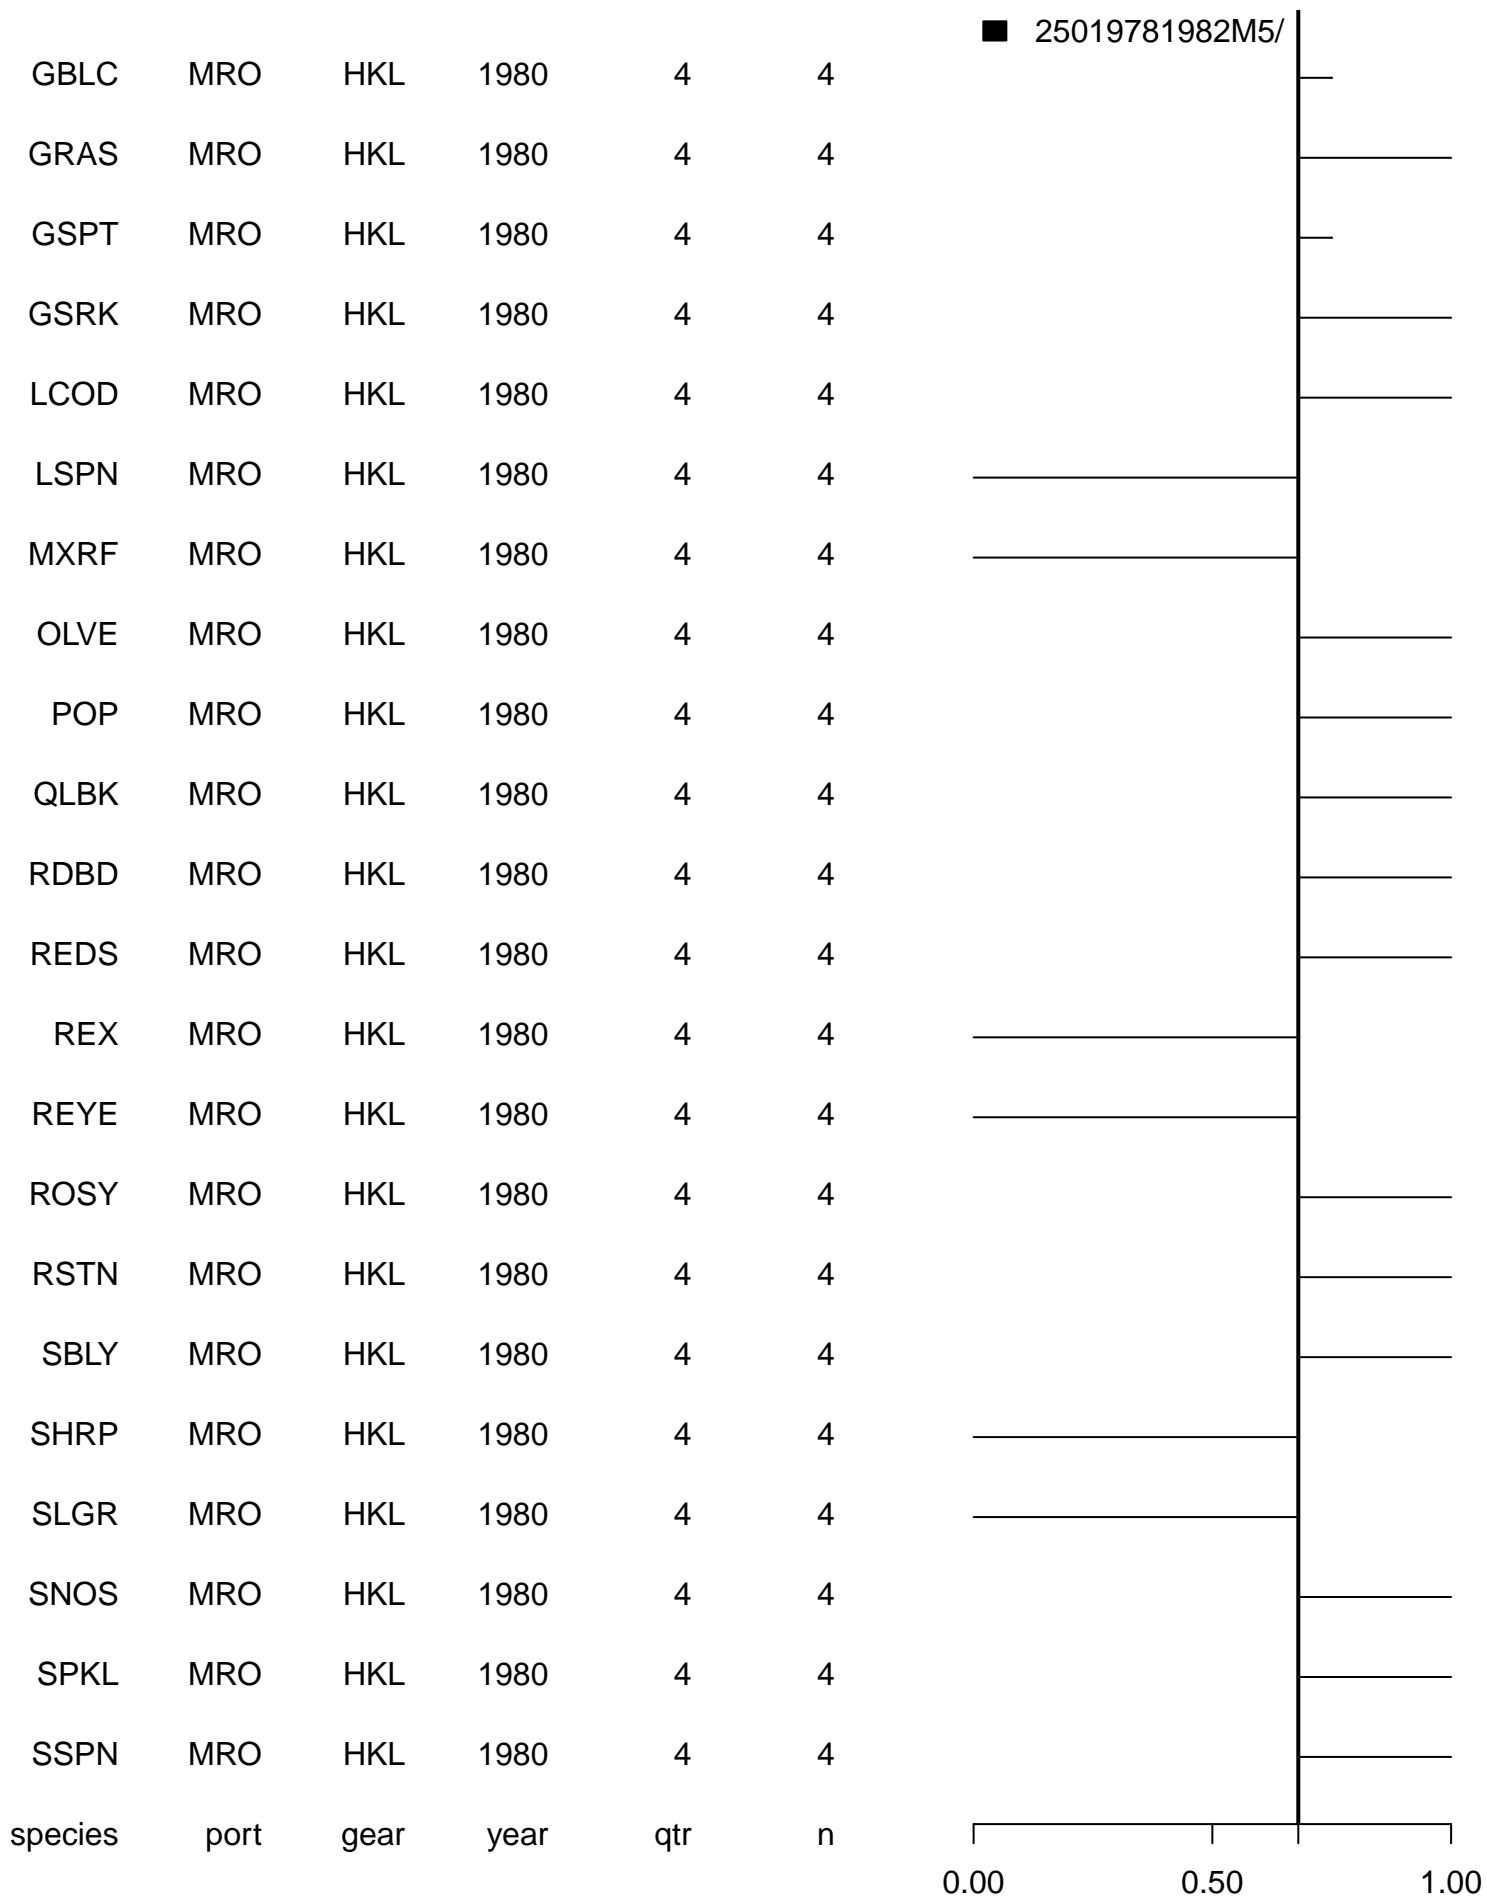 25019781982M5/
GBLC MRO HKL 1980 4 4
GRAS MRO HKL 1980 4 4
GSPT MRO HKL 1980 4 4
GSRK MRO HKL 1980 4 4
LCOD MRO HKL 1980 4 4
LSPN MRO HKL 1980 4 4
MXRF MRO HKL 1980 4 4
OLVE MRO HKL 1980 4 4
POP MRO HKL 1980 4 4
QLBK MRO HKL 1980 4 4
RDBD MRO HKL 1980 4 4
REDS MRO HKL 1980 4 4
REX MRO HKL 1980 4 4
REYE MRO HKL 1980 4 4
ROSY MRO HKL 1980 4 4
RSTN MRO HKL 1980 4 4
SBLY MRO HKL 1980 4 4
SHRP MRO HKL 1980 4 4
SLGR MRO HKL 1980 4 4
SNOS MRO HKL 1980 4 4
SPKL MRO HKL 1980 4 4
SSPN MRO HKL 1980 4 4
species port gear year qtr n
0.00 0.50 1.00